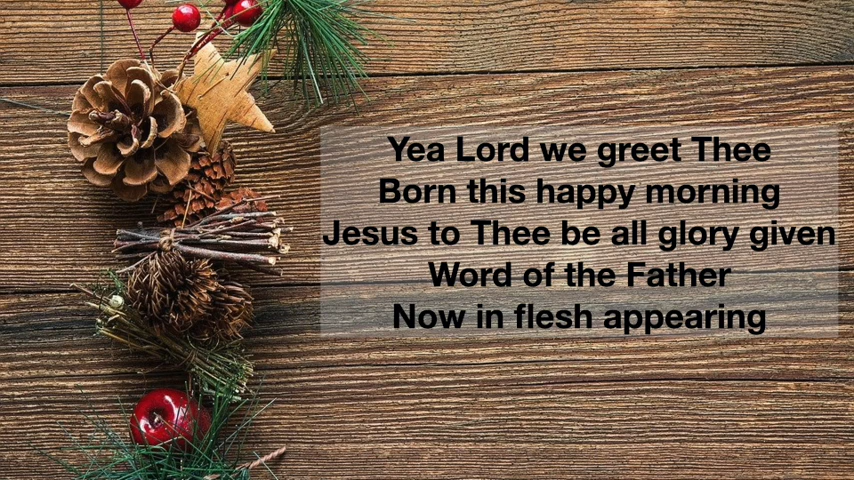 Yea Lord we greet Thee
Born this happy morning
Jesus to Thee be all glory given
Word of the Father
Now in flesh appearing